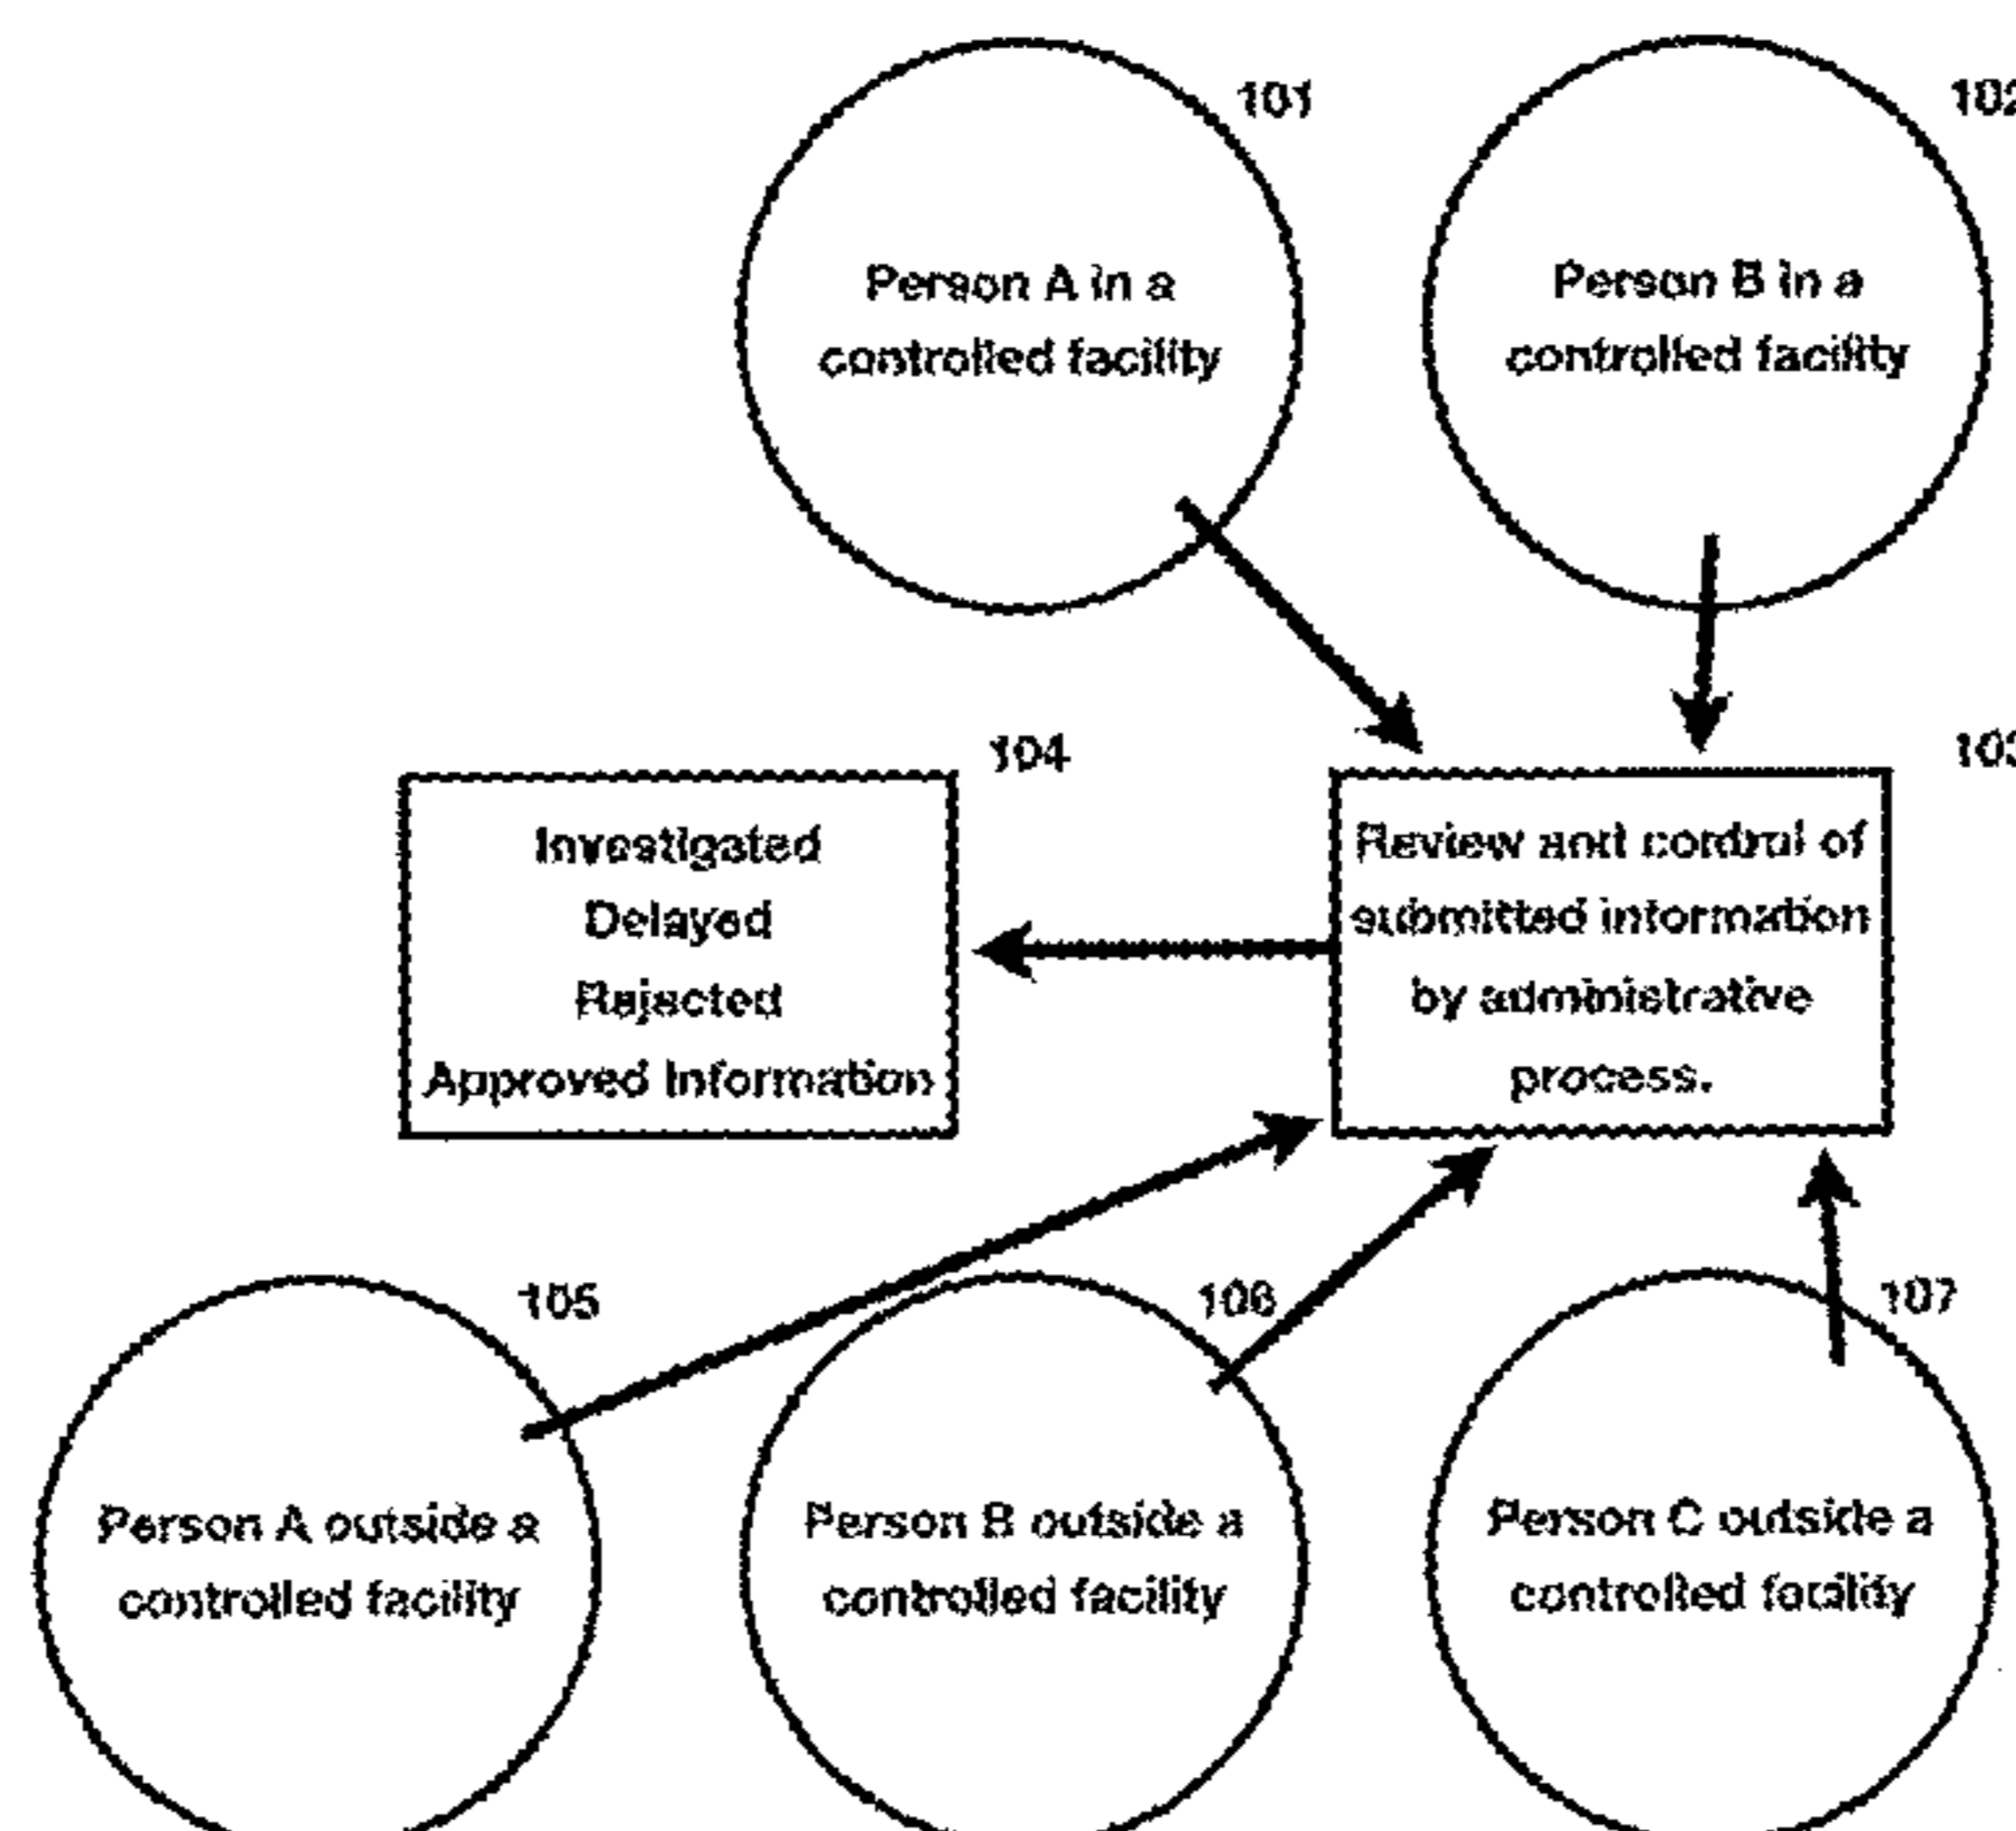 101
102
Person A in a
controlled facility
Person B in a
controlled facility
104
103
Investigated
Delayed
Rejected
Approved Information
Review and control of
submitted information
by administrative
process.
105
106
107
Person A outside a
controlled facility
Person B outside a
controlled facility
Person C outside a
controlled facility